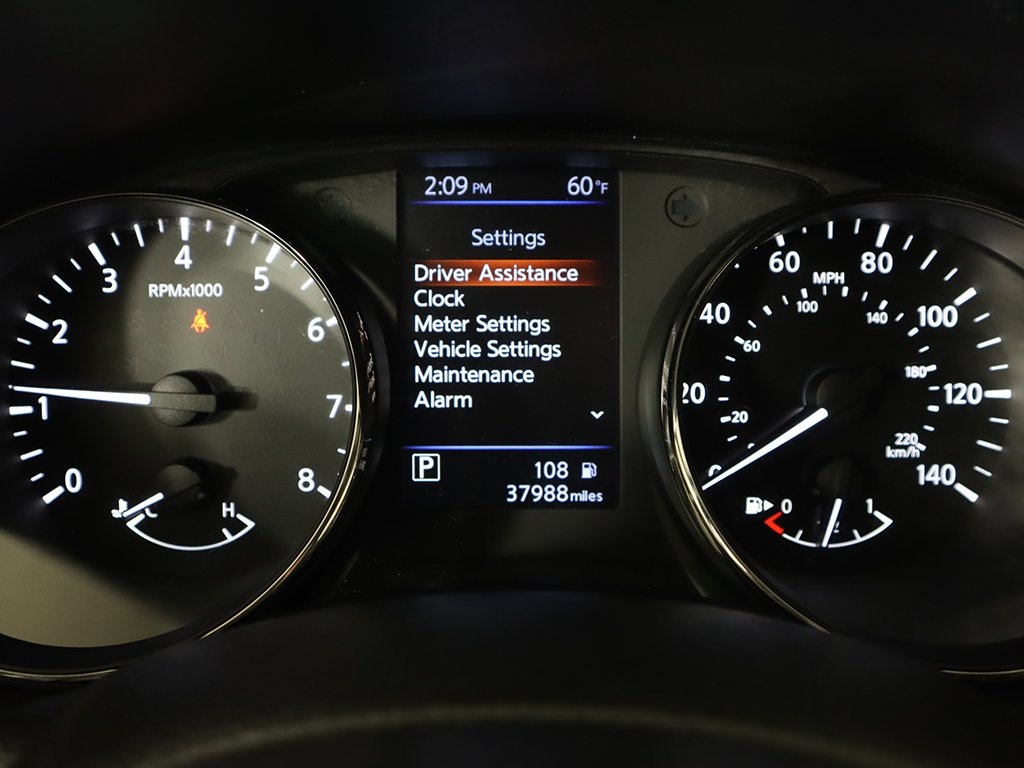 2:09 PM 60°F
Settings
Driver Assistance
Clock
Meter Settings
Vehicle Settings
Maintenance
Alarm
P 108
37988 miles
0 1 2 3 4 5 6 7 8
RPMx1000
C H
0 20 40 60 80 100 120 140
MPH
20 60 100 140 180 220
km/h
0 1